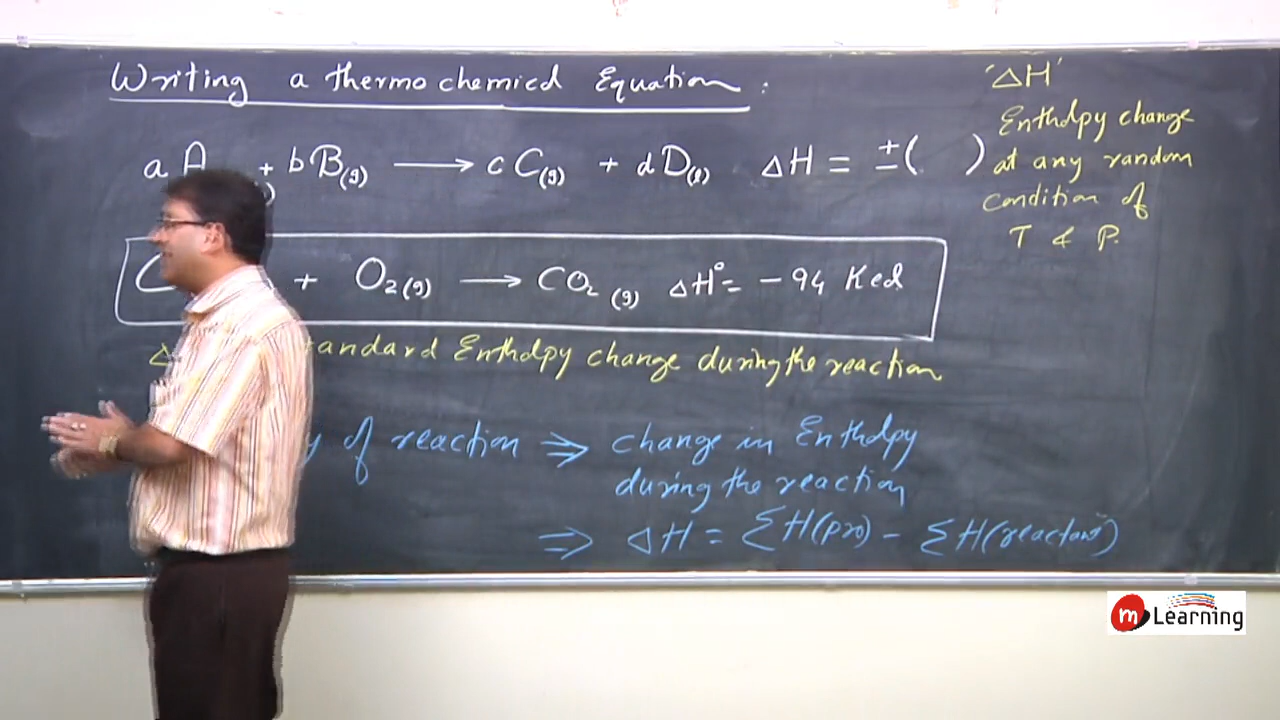 Writing a thermochemical Equation :
a A + b B(g) ⟶ c C(g) + d D(l) ΔH = ±( )
'ΔH'
Enthalpy change
at any random
condition of
T & P.
C + O₂(g) ⟶ CO₂(g) ΔH° = -94 Kcal
Standard Enthalpy change during the reaction
of reaction ⇒ change in Enthalpy
during the reaction
⇒ ΔH = ΣH(pro) - ΣH(reactant)
m Learning